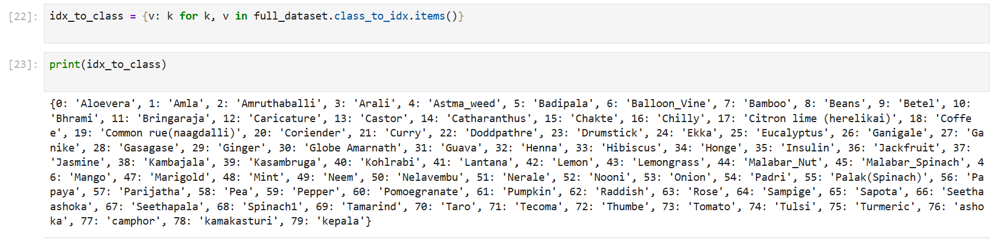 [22]: idx_to_class = {v: k for k, v in full_dataset.class_to_idx.items()}
[23]: print(idx_to_class)
{0: 'Aloevera', 1: 'Amla', 2: 'Amruthaballi', 3: 'Arali', 4: 'Astma_weed', 5: 'Badipala', 6: 'Balloon_Vine', 7: 'Bamboo', 8: 'Beans', 9: 'Betel', 10:
'Bhrami', 11: 'Bringaraja', 12: 'Caricature', 13: 'Castor', 14: 'Catharanthus', 15: 'Chakte', 16: 'Chilly', 17: 'Citron lime (herelikai)', 18: 'Coffe
e', 19: 'Common rue(naagdalli)', 20: 'Coriender', 21: 'Curry', 22: 'Doddpathre', 23: 'Drumstick', 24: 'Ekka', 25: 'Eucalyptus', 26: 'Ganigale', 27: 'Ga
nike', 28: 'Gasagase', 29: 'Ginger', 30: 'Globe Amarnath', 31: 'Guava', 32: 'Henna', 33: 'Hibiscus', 34: 'Honge', 35: 'Insulin', 36: 'Jackfruit', 37:
'Jasmine', 38: 'Kambajala', 39: 'Kasambruga', 40: 'Kohlrabi', 41: 'Lantana', 42: 'Lemon', 43: 'Lemongrass', 44: 'Malabar_Nut', 45: 'Malabar_Spinach', 4
6: 'Mango', 47: 'Marigold', 48: 'Mint', 49: 'Neem', 50: 'Nelavembu', 51: 'Nerale', 52: 'Nooni', 53: 'Onion', 54: 'Padri', 55: 'Palak(Spinach)', 56: 'Pa
paya', 57: 'Parijatha', 58: 'Pea', 59: 'Pepper', 60: 'Pomoegranate', 61: 'Pumpkin', 62: 'Raddish', 63: 'Rose', 64: 'Sampige', 65: 'Sapota', 66: 'Seetha
ashoka', 67: 'Seethapala', 68: 'Spinach1', 69: 'Tamarind', 70: 'Taro', 71: 'Tecoma', 72: 'Thumbe', 73: 'Tomato', 74: 'Tulsi', 75: 'Turmeric', 76: 'asho
ka', 77: 'camphor', 78: 'kamakasturi', 79: 'kepala'}